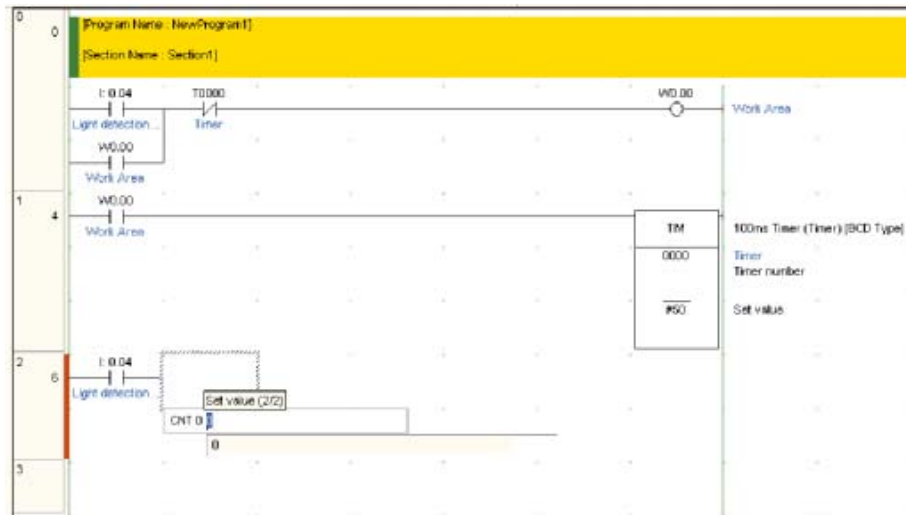 0
0
[Program Name : NewProgram1]
[Section Name : Section1]
I: 0.04
T0000
W0.00
Light detection ...
Timer
Work Area
W0.00
Work Area
1
4
W0.00
Work Area
TIM
100ms Timer (Timer) [BCD Type]
0000
Timer
Timer number
#50
Set value
2
6
I: 0.04
Light detection ...
Set value (2/2)
CNT 0 0
0
3